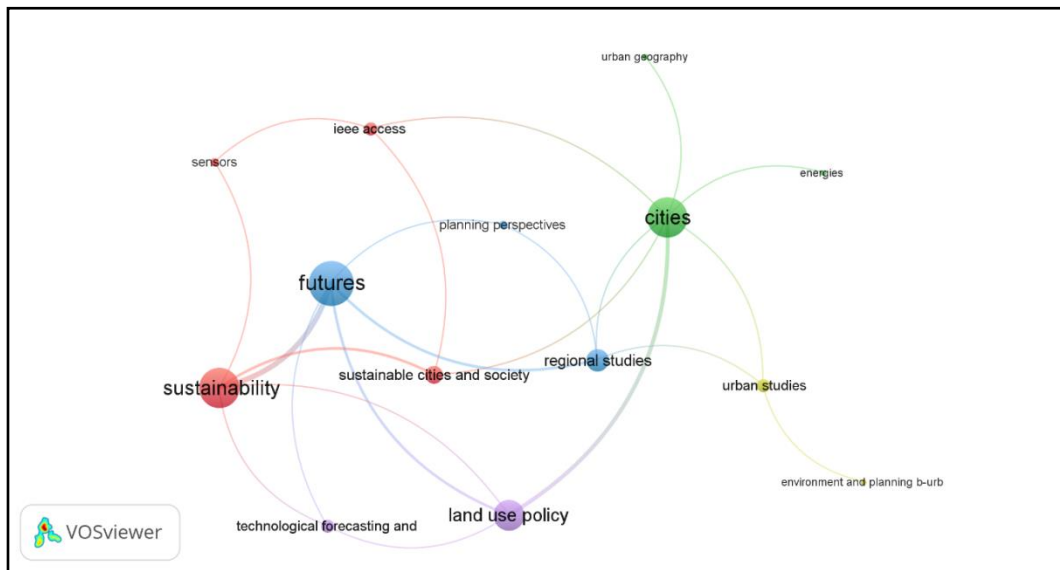 urban geography
ieee access
sensors
energies
cities
planning perspectives
futures
regional studies
sustainable cities and society
sustainability
urban studies
environment and planning b-urb
land use policy
technological forecasting and
VOSviewer